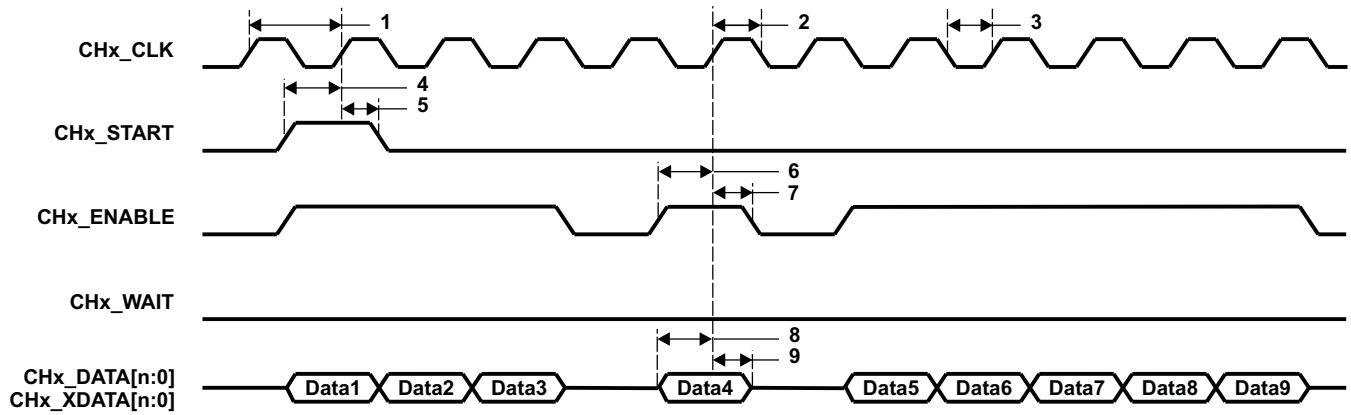 1
2
3
CHx_CLK
4
5
CHx_START
6
7
CHx_ENABLE
CHx_WAIT
8
9
CHx_DATA[n:0]
CHx_XDATA[n:0]
Data1 Data2 Data3 Data4 Data5 Data6 Data7 Data8 Data9